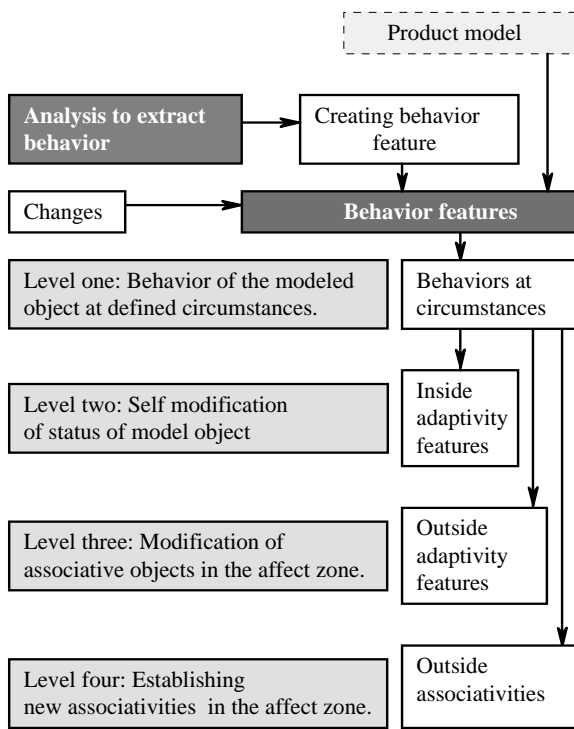 Product model
Analysis to extract
behavior
Creating behavior
feature
Changes
Behavior features
Level one: Behavior of the modeled
object at defined circumstances.
Behaviors at
circumstances
Level two: Self modification
of status of model object
Inside
adaptivity
features
Level three: Modification of
associative objects in the affect zone.
Outside
adaptivity
features
Level four: Establishing
new associativities in the affect zone.
Outside
associativities